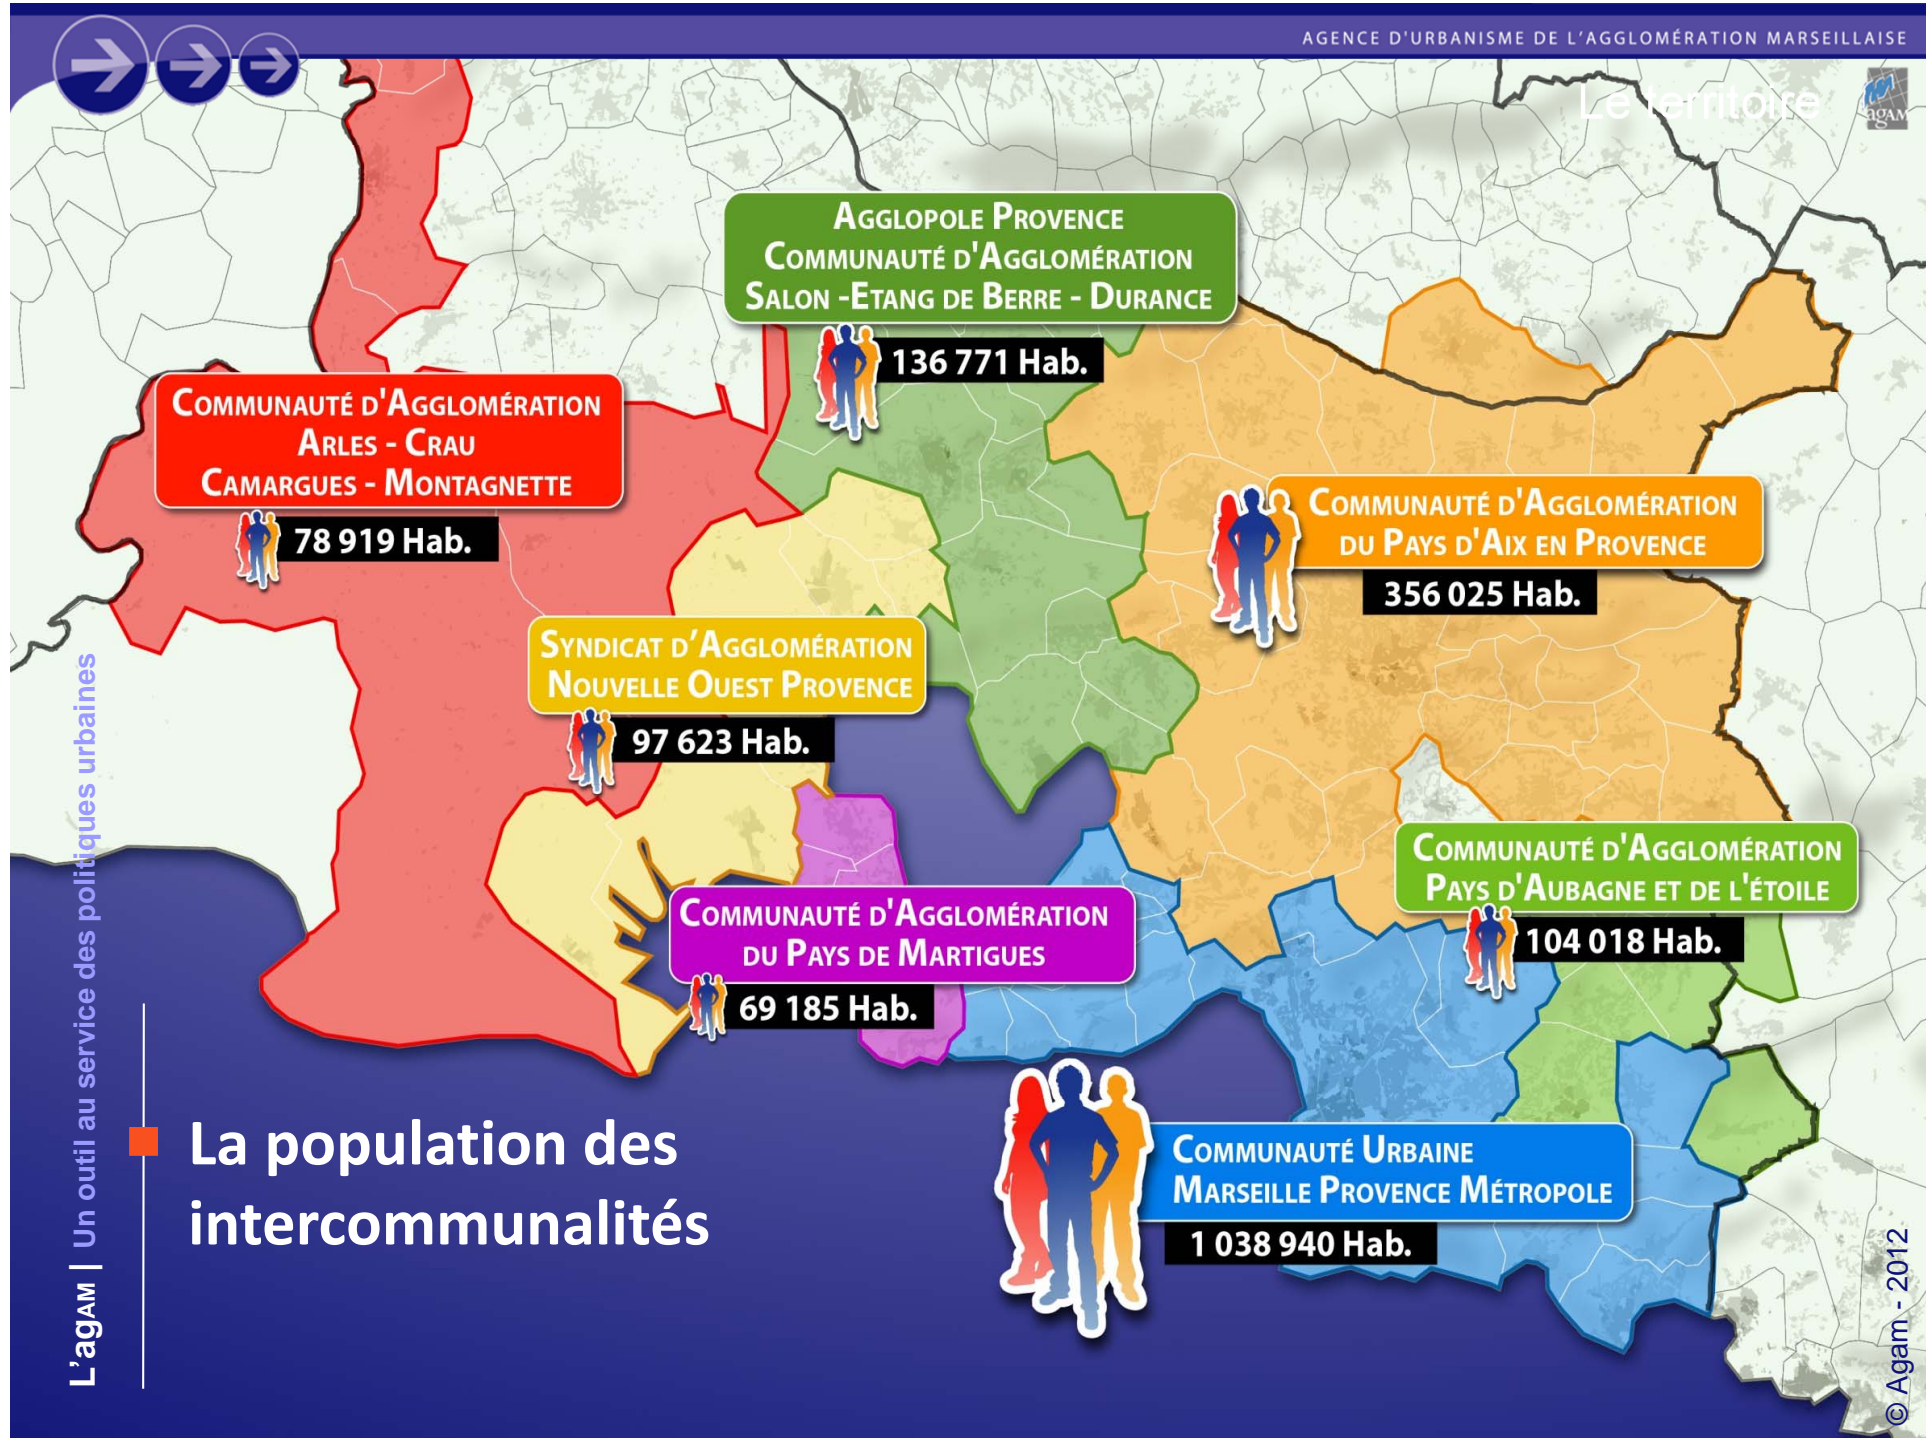 AGENCE D'URBANISME DE L'AGGLOMÉRATION MARSEILLAISE
Le territoire
agAM
AGGLOPOLE PROVENCE
COMMUNAUTÉ D'AGGLOMÉRATION
SALON -ETANG DE BERRE - DURANCE
136 771 Hab.
COMMUNAUTÉ D'AGGLOMÉRATION
ARLES - CRAU
CAMARGUES - MONTAGNETTE
78 919 Hab.
COMMUNAUTÉ D'AGGLOMÉRATION
DU PAYS D'AIX EN PROVENCE
356 025 Hab.
SYNDICAT D'AGGLOMÉRATION
NOUVELLE OUEST PROVENCE
97 623 Hab.
COMMUNAUTÉ D'AGGLOMÉRATION
PAYS D'AUBAGNE ET DE L'ÉTOILE
104 018 Hab.
COMMUNAUTÉ D'AGGLOMÉRATION
DU PAYS DE MARTIGUES
69 185 Hab.
COMMUNAUTÉ URBAINE
MARSEILLE PROVENCE MÉTROPOLE
1 038 940 Hab.
La population des
intercommunalités
L'agAM | Un outil au service des politiques urbaines
© Agam - 2012